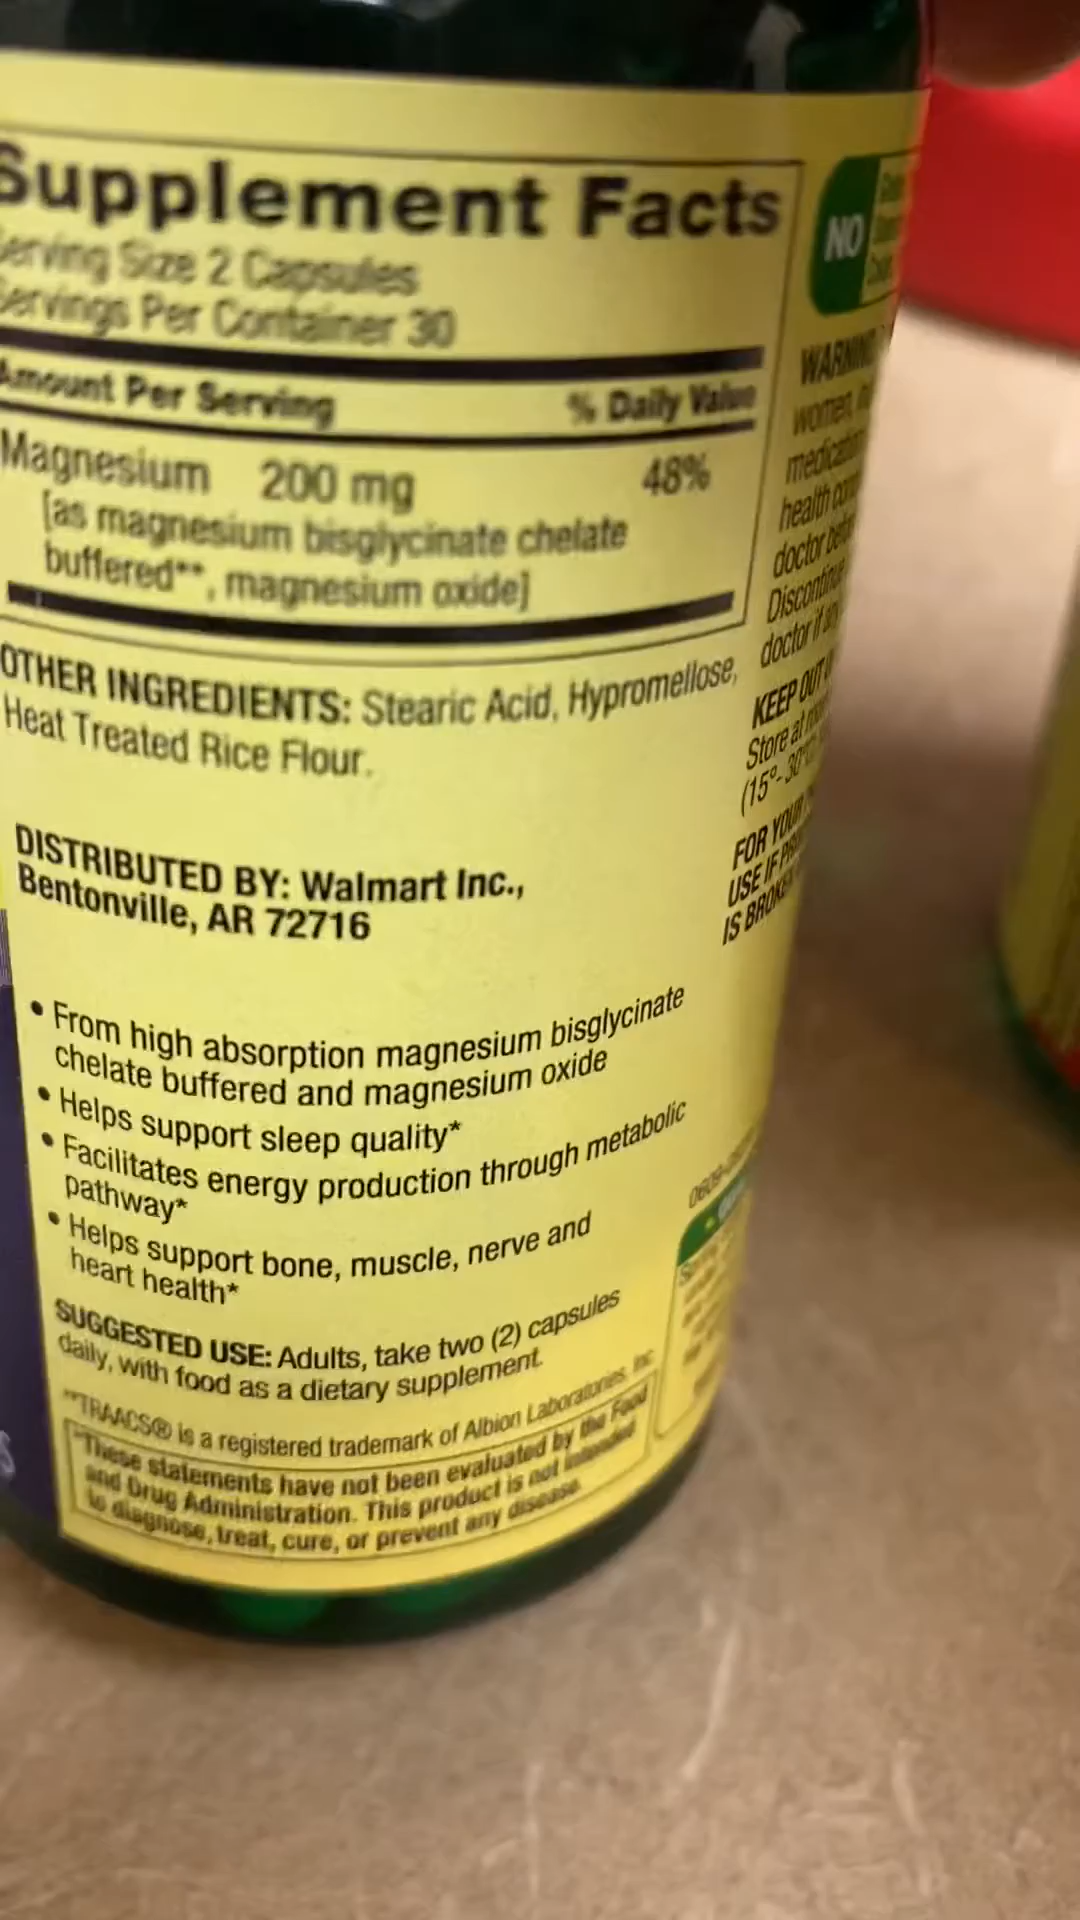 Supplement Facts
Serving Size 2 Capsules
Servings Per Container 30
Amount Per Serving % Daily Value
Magnesium 200 mg 48%
[as magnesium bisglycinate chelate
buffered**, magnesium oxide]
OTHER INGREDIENTS: Stearic Acid, Hypromellose,
Heat Treated Rice Flour.
DISTRIBUTED BY: Walmart Inc.,
Bentonville, AR 72716
• From high absorption magnesium bisglycinate
chelate buffered and magnesium oxide
• Helps support sleep quality*
• Facilitates energy production through metabolic
pathway*
• Helps support bone, muscle, nerve and
heart health*
SUGGESTED USE: Adults, take two (2) capsules
daily, with food as a dietary supplement.
**TRAACS® is a registered trademark of Albion Laboratories, Inc.
*These statements have not been evaluated by the Food
and Drug Administration. This product is not intended
to diagnose, treat, cure, or prevent any disease.
NO
WARNING
women,
health
doctor
doctor if any
KEEP OUT
Store at
(15°-30°
FOR YOUR
USE IF
IS